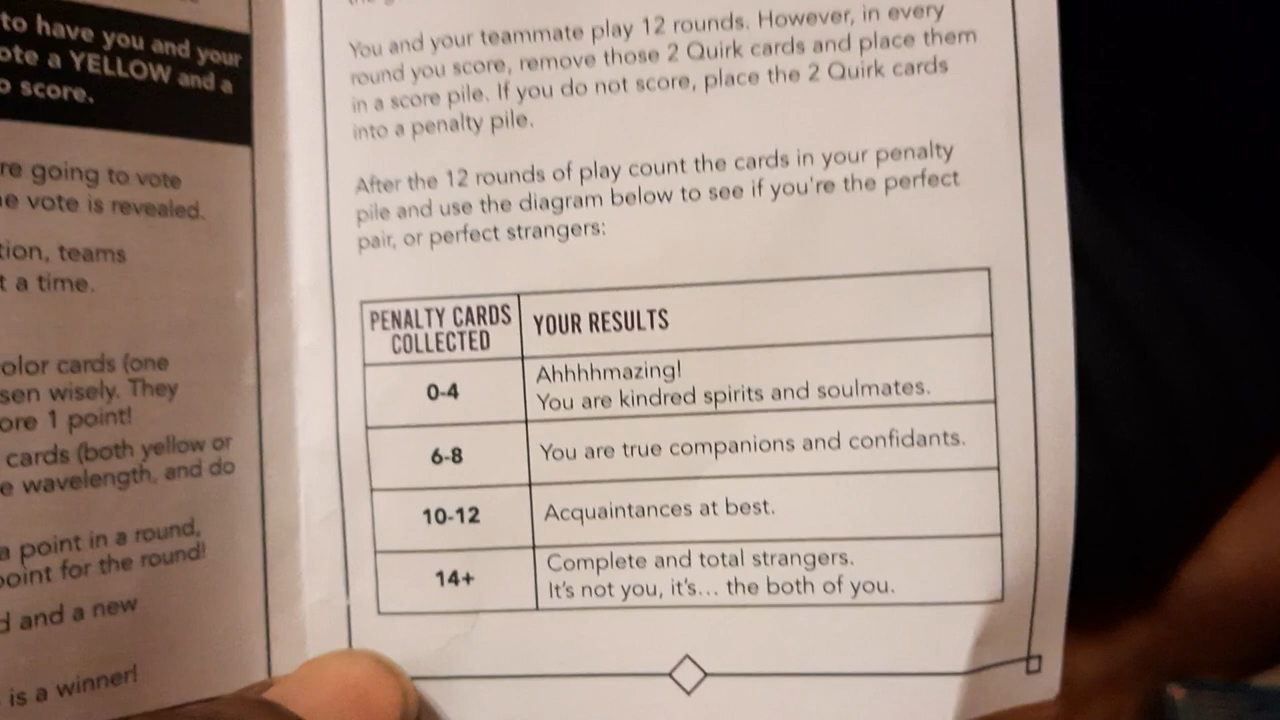 to have you and your
ote a YELLOW and a
o score.
re going to vote
e vote is revealed.
tion, teams
t a time.
olor cards (one
sen wisely. They
ore 1 point!
cards (both yellow or
e wavelength, and do
a point in a round,
point for the round!
d and a new
is a winner!
You and your teammate play 12 rounds. However, in every
round you score, remove those 2 Quirk cards and place them
in a score pile. If you do not score, place the 2 Quirk cards
into a penalty pile.
After the 12 rounds of play count the cards in your penalty
pile and use the diagram below to see if you're the perfect
pair, or perfect strangers:
PENALTY CARDS
COLLECTED
YOUR RESULTS
0-4
Ahhhhmazing!
You are kindred spirits and soulmates.
6-8
You are true companions and confidants.
10-12
Acquaintances at best.
14+
Complete and total strangers.
It's not you, it's... the both of you.